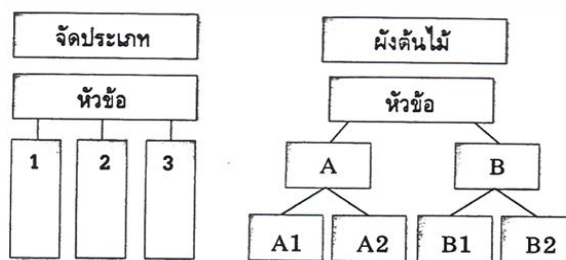 จัดประเภท
หัวข้อ
1 2 3
ผังต้นไม้
หัวข้อ
A B
A1 A2 B1 B2